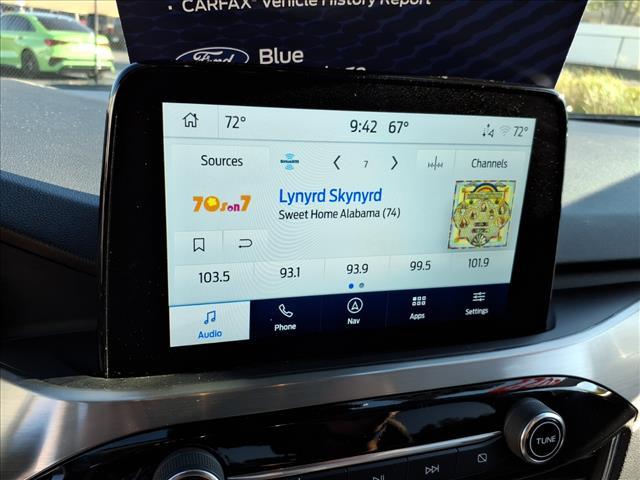 • CARFAX® Vehicle History Report
Ford Blue
72° 9:42 67° 72°
Sources SiriusXM 7 Channels
70s on 7
Lynyrd Skynyrd
Sweet Home Alabama (74)
103.5 93.1 93.9 99.5 101.9
Audio Phone Nav Apps Settings
TUNE